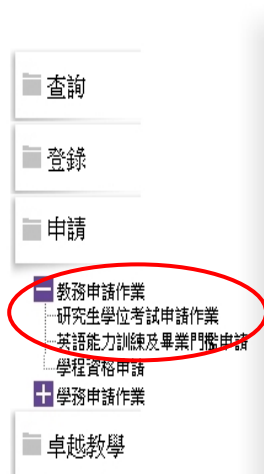 查詢
登錄
申請
教務申請作業
研究生學位考試申請作業
英語能力訓練及畢業門檻申請
學程資格申請
學務申請作業
卓越教學